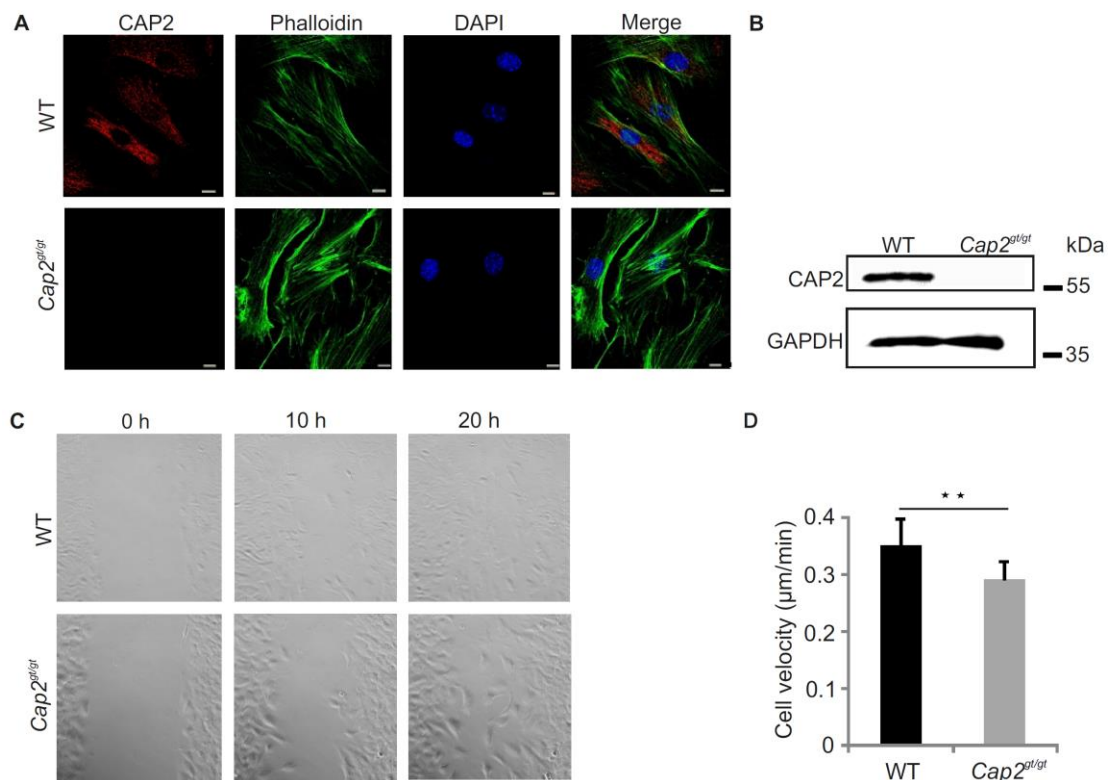 A
CAP2 Phalloidin DAPI Merge
WT
Cap2gt/gt
B
WT Cap2gt/gt kDa
CAP2
55
GAPDH
35
C
0 h 10 h 20 h
WT
Cap2gt/gt
D
★ ★
Cell velocity (μm/min)
0.4
0.3
0.2
0.1
0
WT Cap2gt/gt